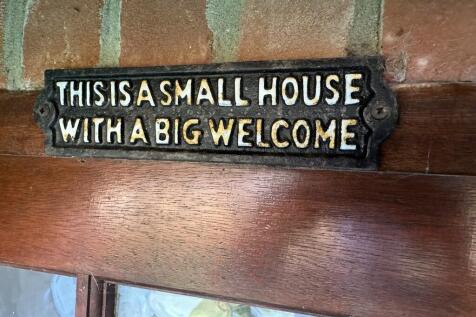 THIS IS A SMALL HOUSE
WITH A BIG WELCOME